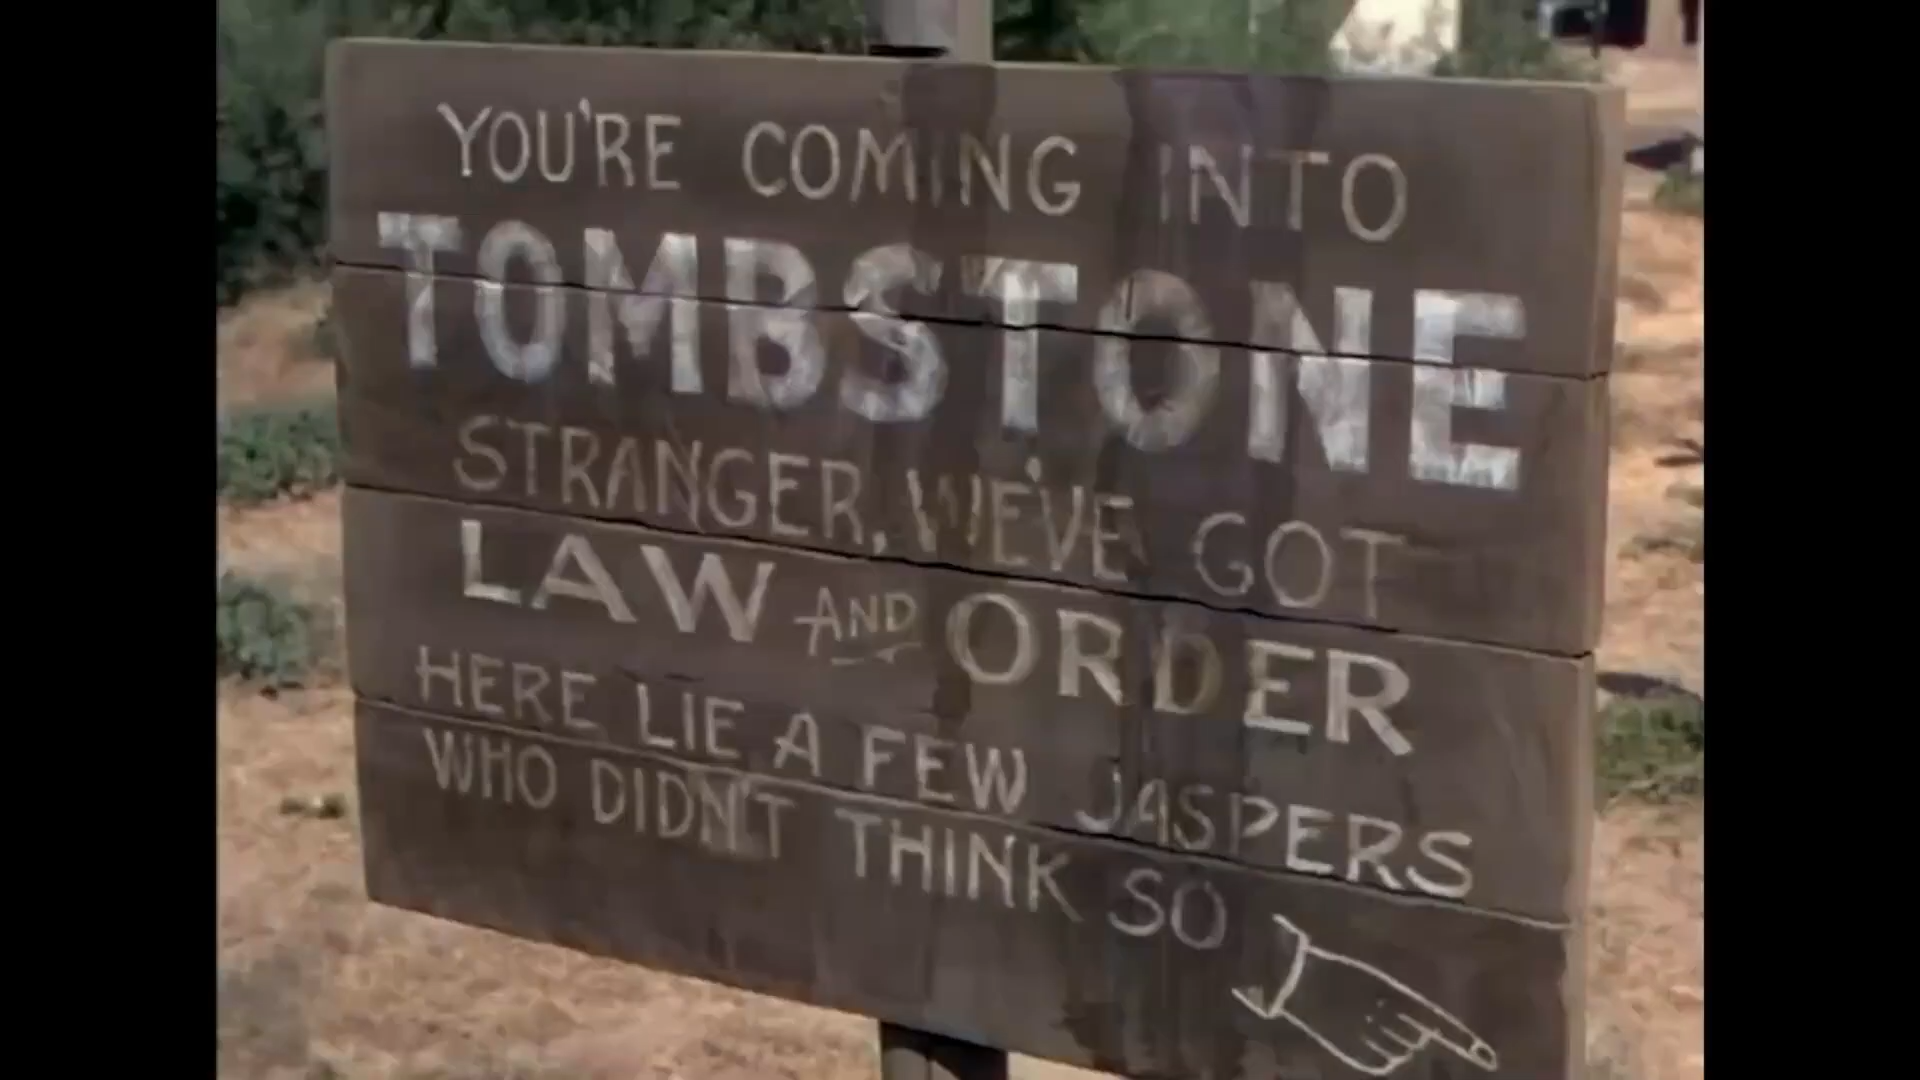 YOU'RE COMING INTO
TOMBSTONE
STRANGER, WE'VE GOT
LAW AND ORDER
HERE LIE A FEW JASPERS
WHO DIDN'T THINK SO